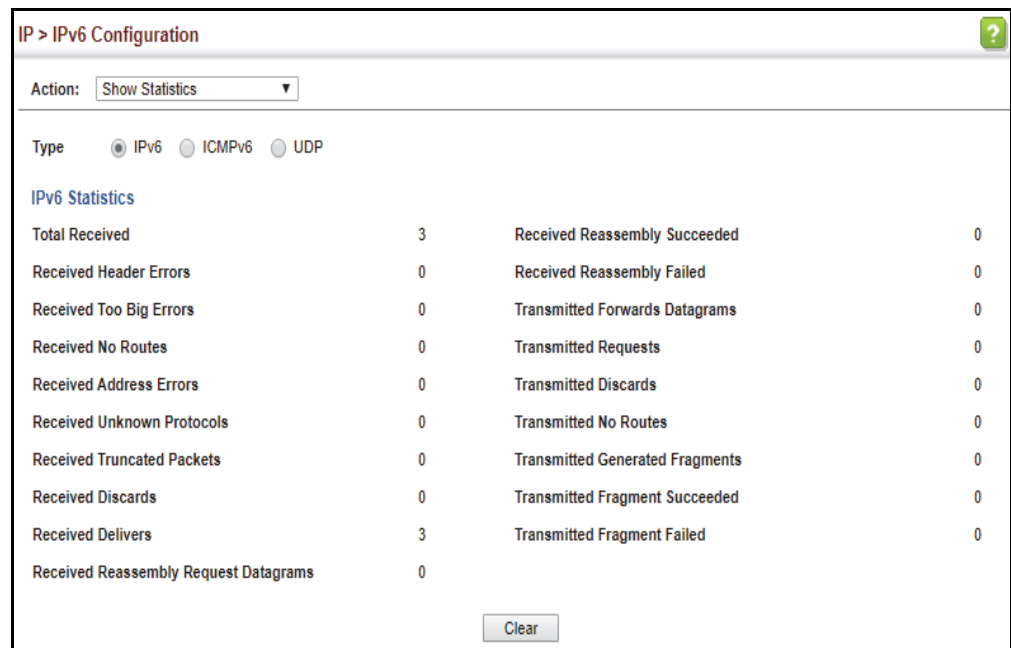 IP > IPv6 Configuration
?
Action: Show Statistics
Type IPv6 ICMPv6 UDP
IPv6 Statistics
Total Received 3 Received Reassembly Succeeded 0
Received Header Errors 0 Received Reassembly Failed 0
Received Too Big Errors 0 Transmitted Forwards Datagrams 0
Received No Routes 0 Transmitted Requests 0
Received Address Errors 0 Transmitted Discards 0
Received Unknown Protocols 0 Transmitted No Routes 0
Received Truncated Packets 0 Transmitted Generated Fragments 0
Received Discards 0 Transmitted Fragment Succeeded 0
Received Delivers 3 Transmitted Fragment Failed 0
Received Reassembly Request Datagrams 0
Clear